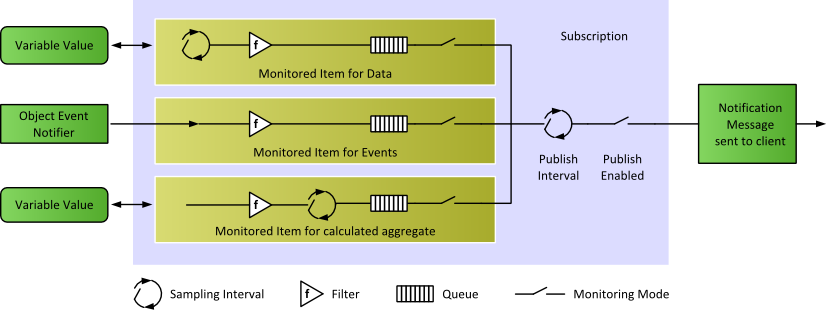 Variable Value
f
Monitored Item for Data
Subscription
Object Event
Notifier
f
Monitored Item for Events
Publish
Interval
Publish
Enabled
Notification
Message
sent to client
Variable Value
f
Monitored Item for calculated aggregate
Sampling Interval
f
Filter
Queue
Monitoring Mode